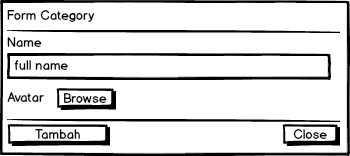 Form Category
Name
full name
Avatar Browse
Tambah Close